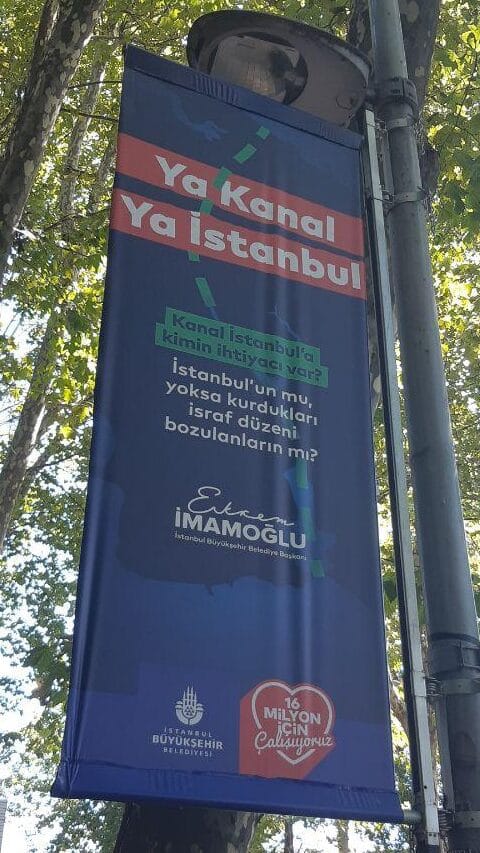 Ya Kanal
Ya İstanbul
Kanal İstanbul'a
kimin ihtiyacı var?
İstanbul'un mu,
yoksa kurdukları
israf düzeni
bozulanların mı?
Ekrem
İMAMOĞLU
İstanbul Büyükşehir Belediye Başkanı
İSTANBUL
BÜYÜKŞEHİR
BELEDİYESİ
16
MİLYON
İÇİN
Çalışıyoruz